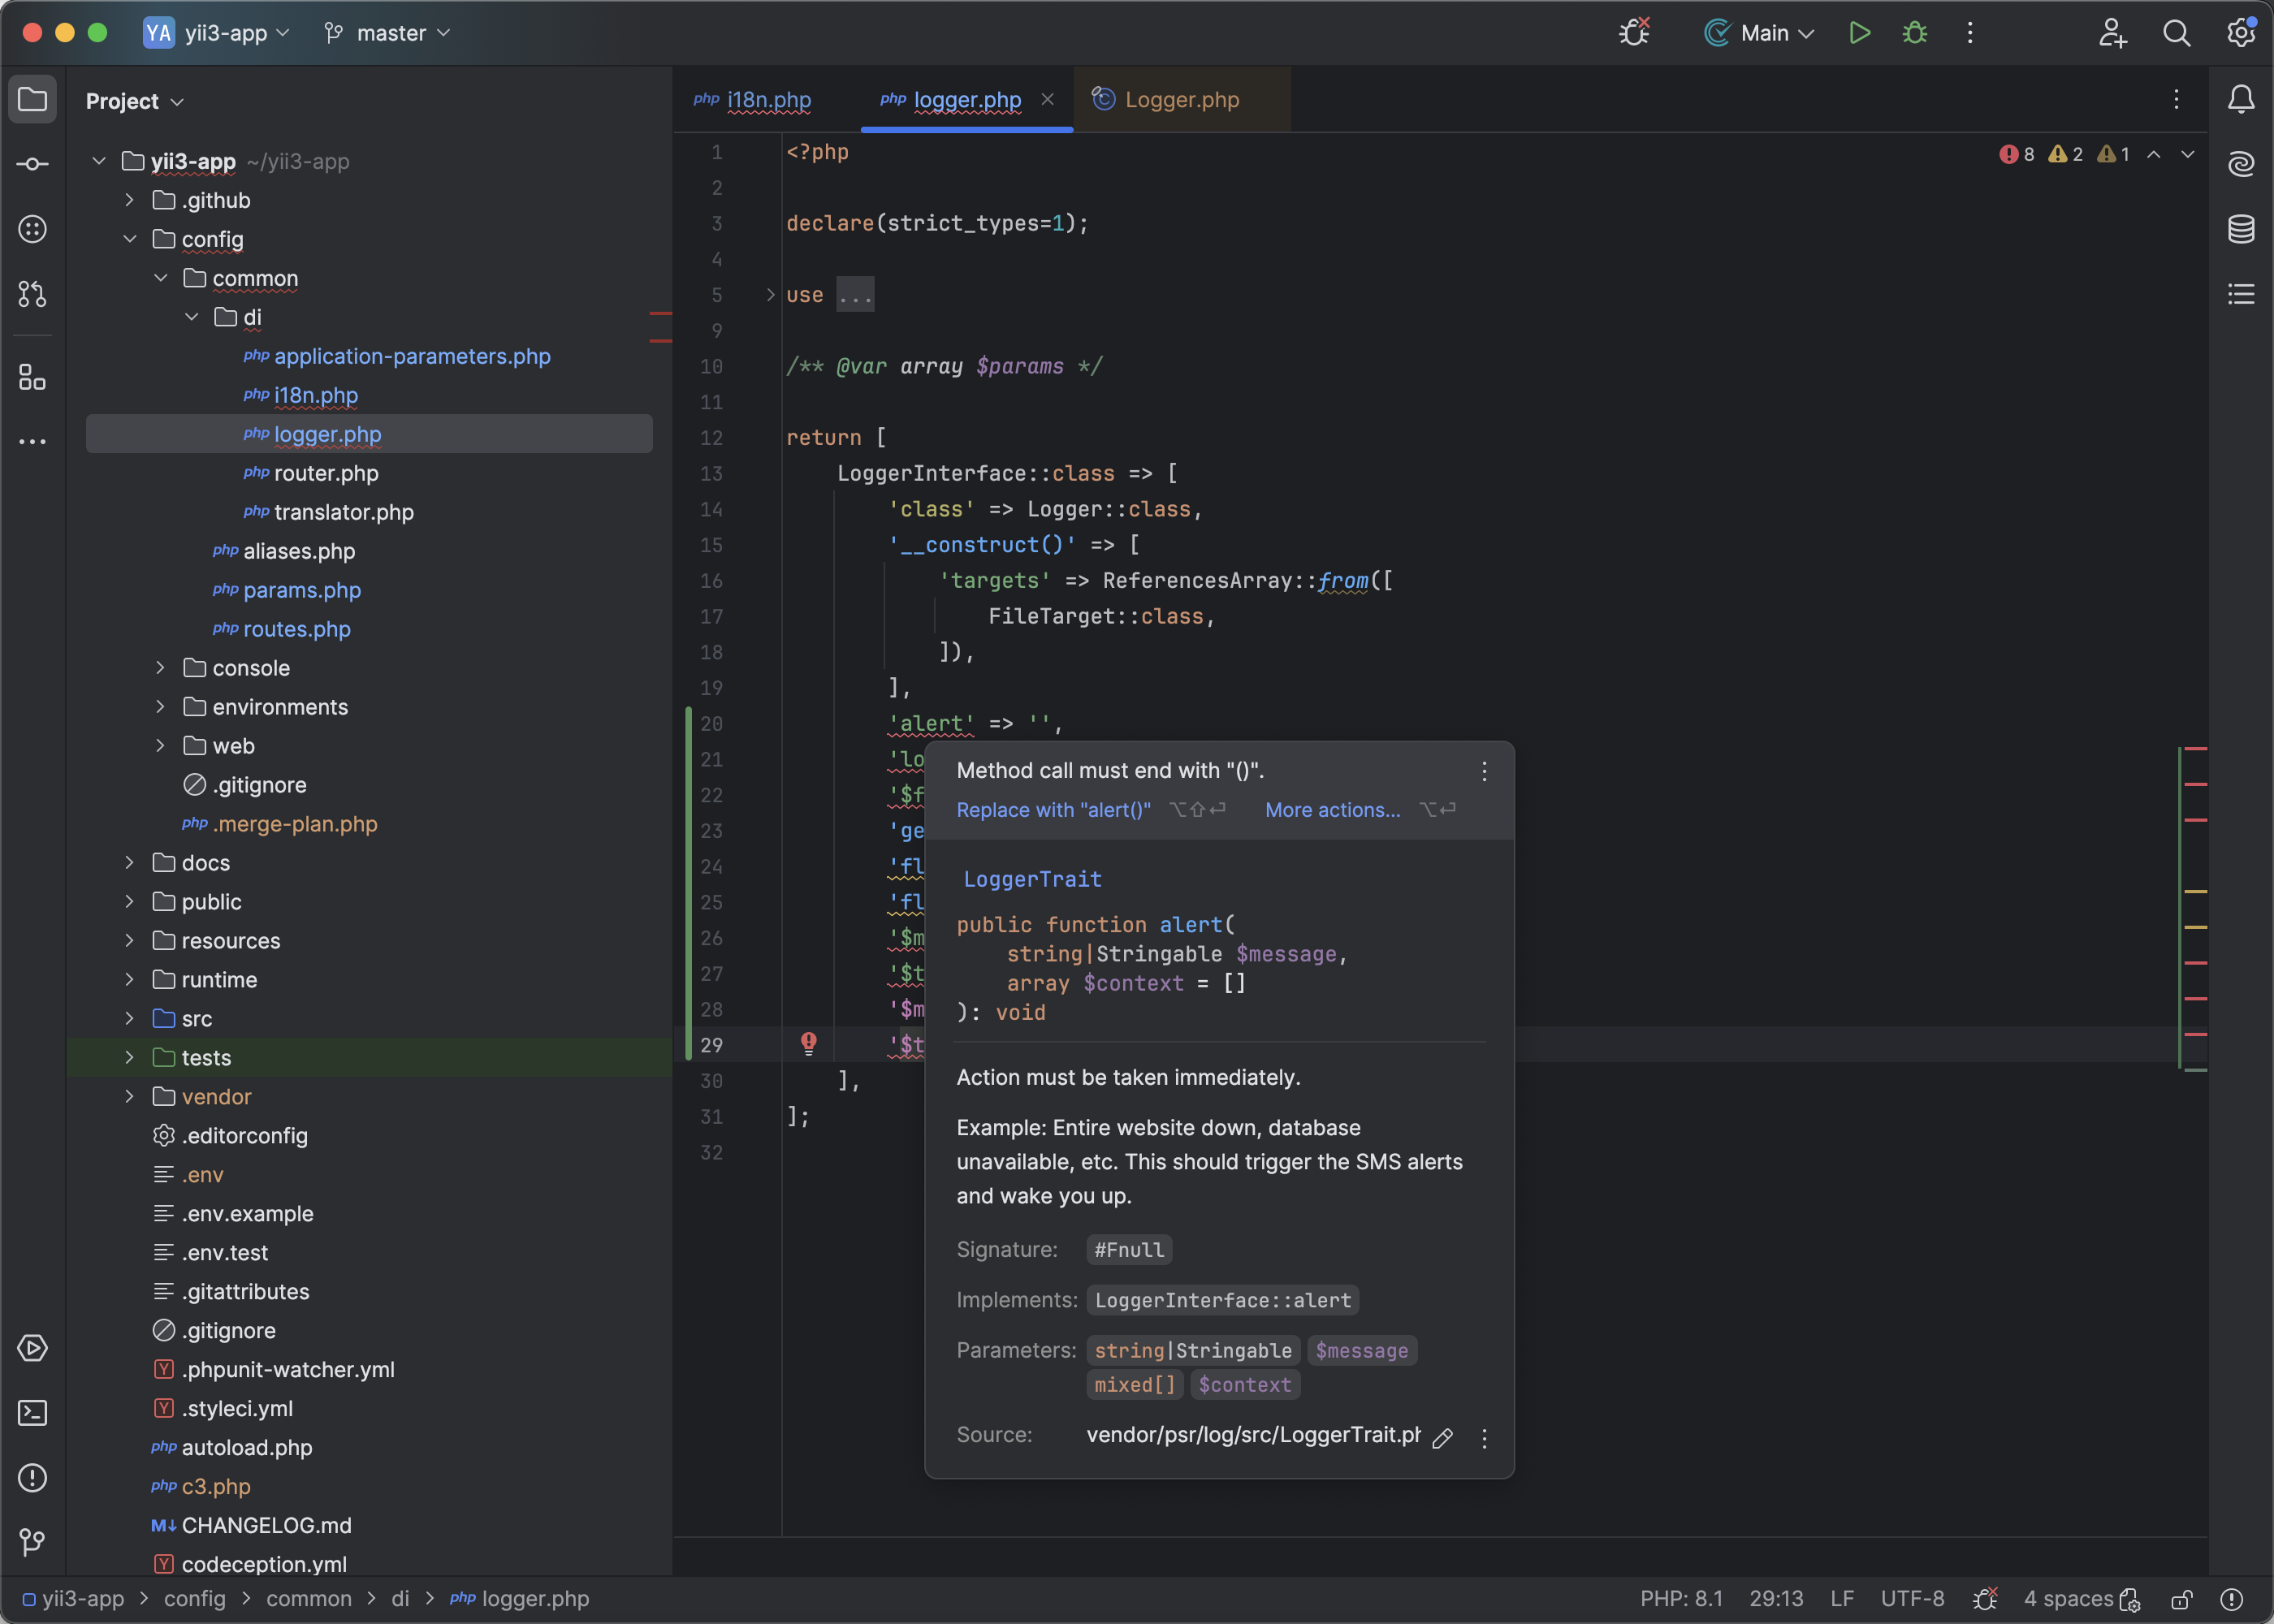 YA yii3-app master Main
Project
yii3-app ~/yii3-app
.github
config
common
di
php application-parameters.php
php i18n.php
php logger.php
php router.php
php translator.php
php aliases.php
php params.php
php routes.php
console
environments
web
.gitignore
php .merge-plan.php
docs
public
resources
runtime
src
tests
vendor
.editorconfig
.env
.env.example
.env.test
.gitattributes
.gitignore
Y .phpunit-watcher.yml
Y .styleci.yml
php autoload.php
php c3.php
M↓ CHANGELOG.md
Y codeception.yml
php i18n.php php logger.php © Logger.php
8 2 1
1 <?php
2
3 declare(strict_types=1);
4
5 use ...
9
10 /** @var array $params */
11
12 return [
13 LoggerInterface::class => [
14 'class' => Logger::class,
15 '__construct()' => [
16 'targets' => ReferencesArray::from([
17 FileTarget::class,
18 ]),
19 ],
20 'alert' => '',
21 'lo
22 '$f
23 'ge
24 'fl
25 'fl
26 '$m
27 '$t
28 '$m
29 '$t
30 ],
31 ];
32
Method call must end with "()".
Replace with "alert()" ⌥⇧⏎ More actions... ⌥⏎
LoggerTrait
public function alert(
string|Stringable $message,
array $context = []
): void
Action must be taken immediately.
Example: Entire website down, database
unavailable, etc. This should trigger the SMS alerts
and wake you up.
Signature: #Fnull
Implements: LoggerInterface::alert
Parameters: string|Stringable $message
mixed[] $context
Source: vendor/psr/log/src/LoggerTrait.ph
yii3-app > config > common > di > php logger.php PHP: 8.1 29:13 LF UTF-8 4 spaces